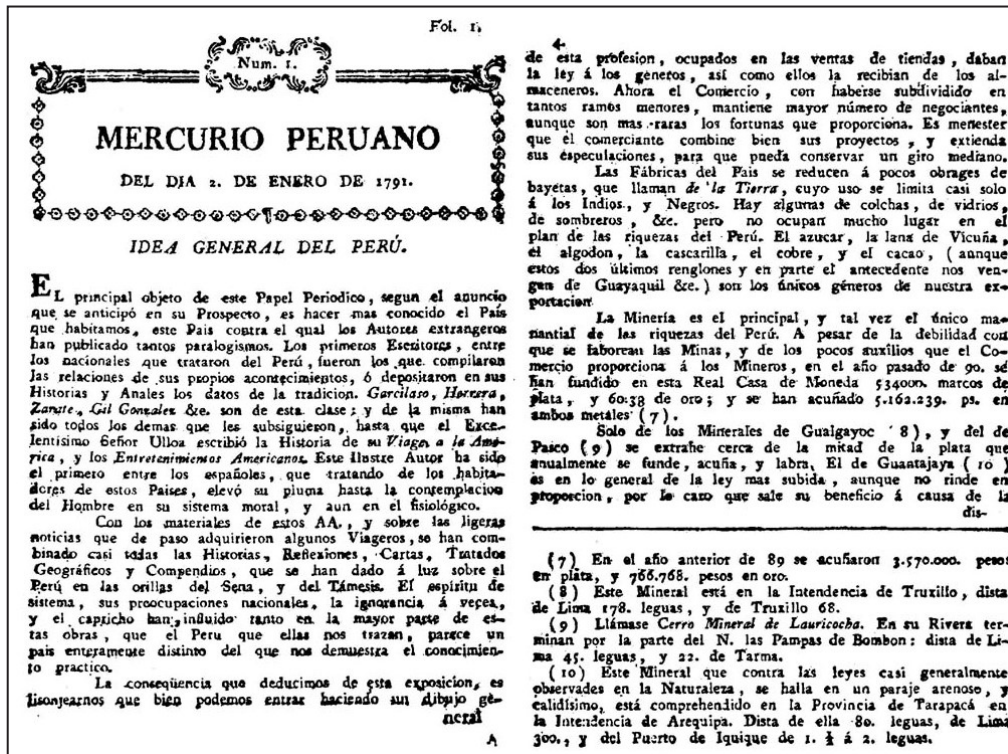 Fol. 1.
Num. 1.
MERCURIO PERUANO
DEL DIA 2. DE ENERO DE 1791.
IDEA GENERAL DEL PERÚ.
EL principal objeto de este Papel Periodico, segun el anuncio
que se anticipó en su Prospecto, es hacer mas conocido el País
que habitamos, este Pais contra el qual los Autores extrangeros
han publicado tantos paralogismos. Los primeros Escritores, entre
los nacionales que trataron del Perú, fueron los que compilaron
las relaciones de sus propios acontecimientos, ó depositaron en sus
Historias y Anales los datos de la tradicion. Garcilaso, Herrera,
Zarate, Gil Gonzalez &c. son de esta clase; y de la misma han
sido todos los demas que les subsiguieron, hasta que el Exce-
lentisimo Señor Ulloa escribió la Historia de su Viage a la Amé-
rica, y los Entretenimientos Americanos. Este Ilustre Autor ha sido
el primero entre los españoles, que tratando de los habita-
dores de estos Paises, elevó su pluma hasta la contemplacion
del Hombre en su sistema moral, y aun en el fisiológico.
Con los materiales de estos AA., y sobre las ligeras
noticias que de paso adquirieron algunos Viageros, se han com-
binado casi todas las Historias, Reflexiones, Cartas, Tratados
Geográficos y Compendios, que se han dado á luz sobre el
Perú en las orillas del Sena, y del Támesis. El espiritu de
sistema, sus preocupaciones nacionales, la ignorancia á veces,
y el capricho han influido tanto en la mayor parte de es-
tas obras, que el Peru que ellas nos trazan, parece un
pais enteramente distinto del que nos demuestra el conocimien-
to practico.
La conseqüencia que deducimos de esta exposicion, es
lisonjearnos que bien podemos entrar haciendo un dibujo ge-
neral
A
4
de esta profesion, ocupados en las ventas de tiendas, daban
la ley á los generos, así como ellos la recibian de los al-
maceneros. Ahora el Comercio, con haberse subdividido en
tantos ramos menores, mantiene mayor número de negociantes,
aunque son mas raras los fortunas que proporciona. Es menester
que el comerciante combine bien sus proyectos, y extienda
sus especulaciones, para que pueda conservar un giro mediano.
Las Fábricas del Pais se reducen á pocos obrages de
bayetas, que llaman de la Tierra, cuyo uso se limita casi solo
á los Indios, y Negros. Hay algunas de colchas, de vidrios,
de sombreros, &c. pero no ocupan mucho lugar en el
plan de las riquezas del Perú. El azucar, la lana de Vicuña,
el algodon, la cascarilla, el cobre, y el cacao, (aunque
estos dos últimos renglones y en parte el antecedente nos ven-
gan de Guayaquil &c.) son los únicos géneros de nuestra ex-
portacion.
La Minería es el principal, y tal vez el único ma-
nantial de las riquezas del Perú. A pesar de la debilidad con
que se laborean las Minas, y de los pocos auxilios que el Co-
mercio proporciona á los Mineros, en el año pasado de 90. se
han fundido en esta Real Casa de Moneda 534000. marcos de
plata, y de oro; y se han acuñado 5.162.239. ps. en
ambos metales (7).
Solo de los Minerales de Gualgayoc (8), y del de
Pasco (9) se extrahe cerca de la mitad de la plata que
anualmente se funde, acuña, y labra. El de Guantajaya (10)
es en lo general de la ley mas subida, aunque no rinde en
proporcion, por lo caro que sale su beneficio á causa de la
dis-
(7) En el año anterior de 89 se acuñaron 3.570.000. pesos
en plata, y 766.768. pesos en oro.
(8) Este Mineral está en la Intendencia de Truxillo, dista
de Lima 178. leguas, y de Truxillo 68.
(9) Llámase Cerro Mineral de Lauricocha. En su Rivera ter-
minan por la parte del N. las Pampas de Bombon: dista de Li-
ma 45. leguas, y 22. de Tarma.
(10) Este Mineral que contra las leyes casi generalmente
observades en la Naturaleza, se halla en un paraje arenoso, y
calidísimo, está comprehendido en la Provincia de Tarapacá en
la Intendencia de Arequipa. Dista de ella 80. leguas, de Lima
300., y del Puerto de Iquique de 1. ½ á 2. leguas.